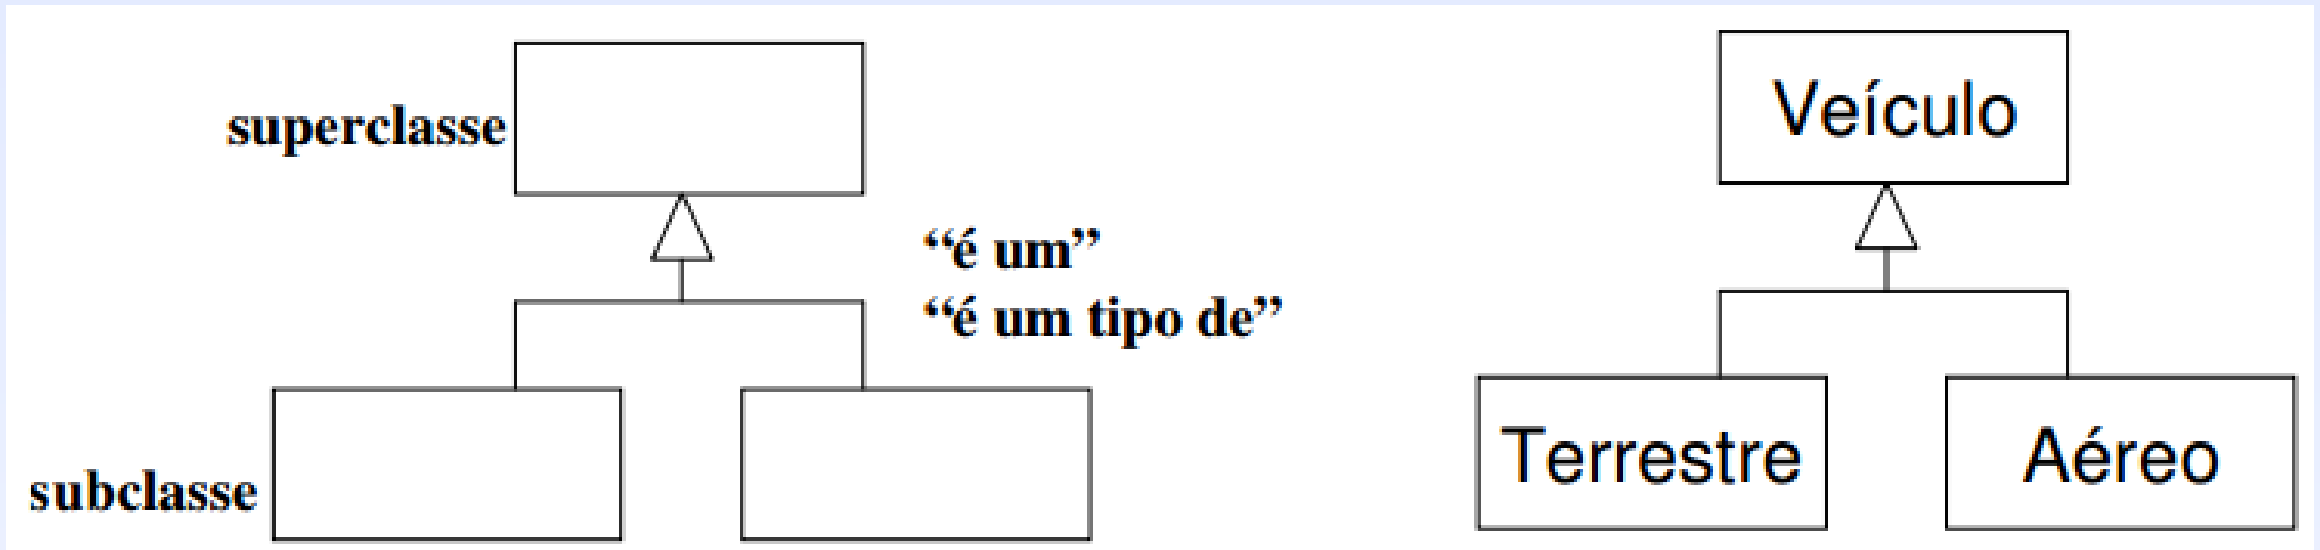 superclasse
“é um”
“é um tipo de”
subclasse
Veículo
Terrestre
Aéreo